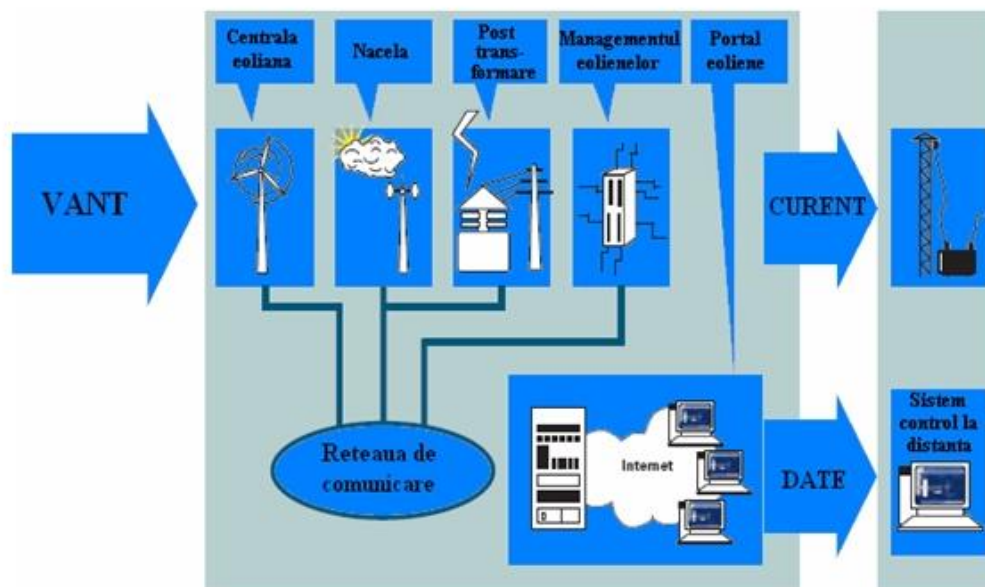 Centrala
eoliana
Nacela
Post
trans-
formare
Managementul
eolienelor
Portal
eoliene
VANT
CURENT
Reteaua de
comunicare
Internet
DATE
Sistem
control la
distanta